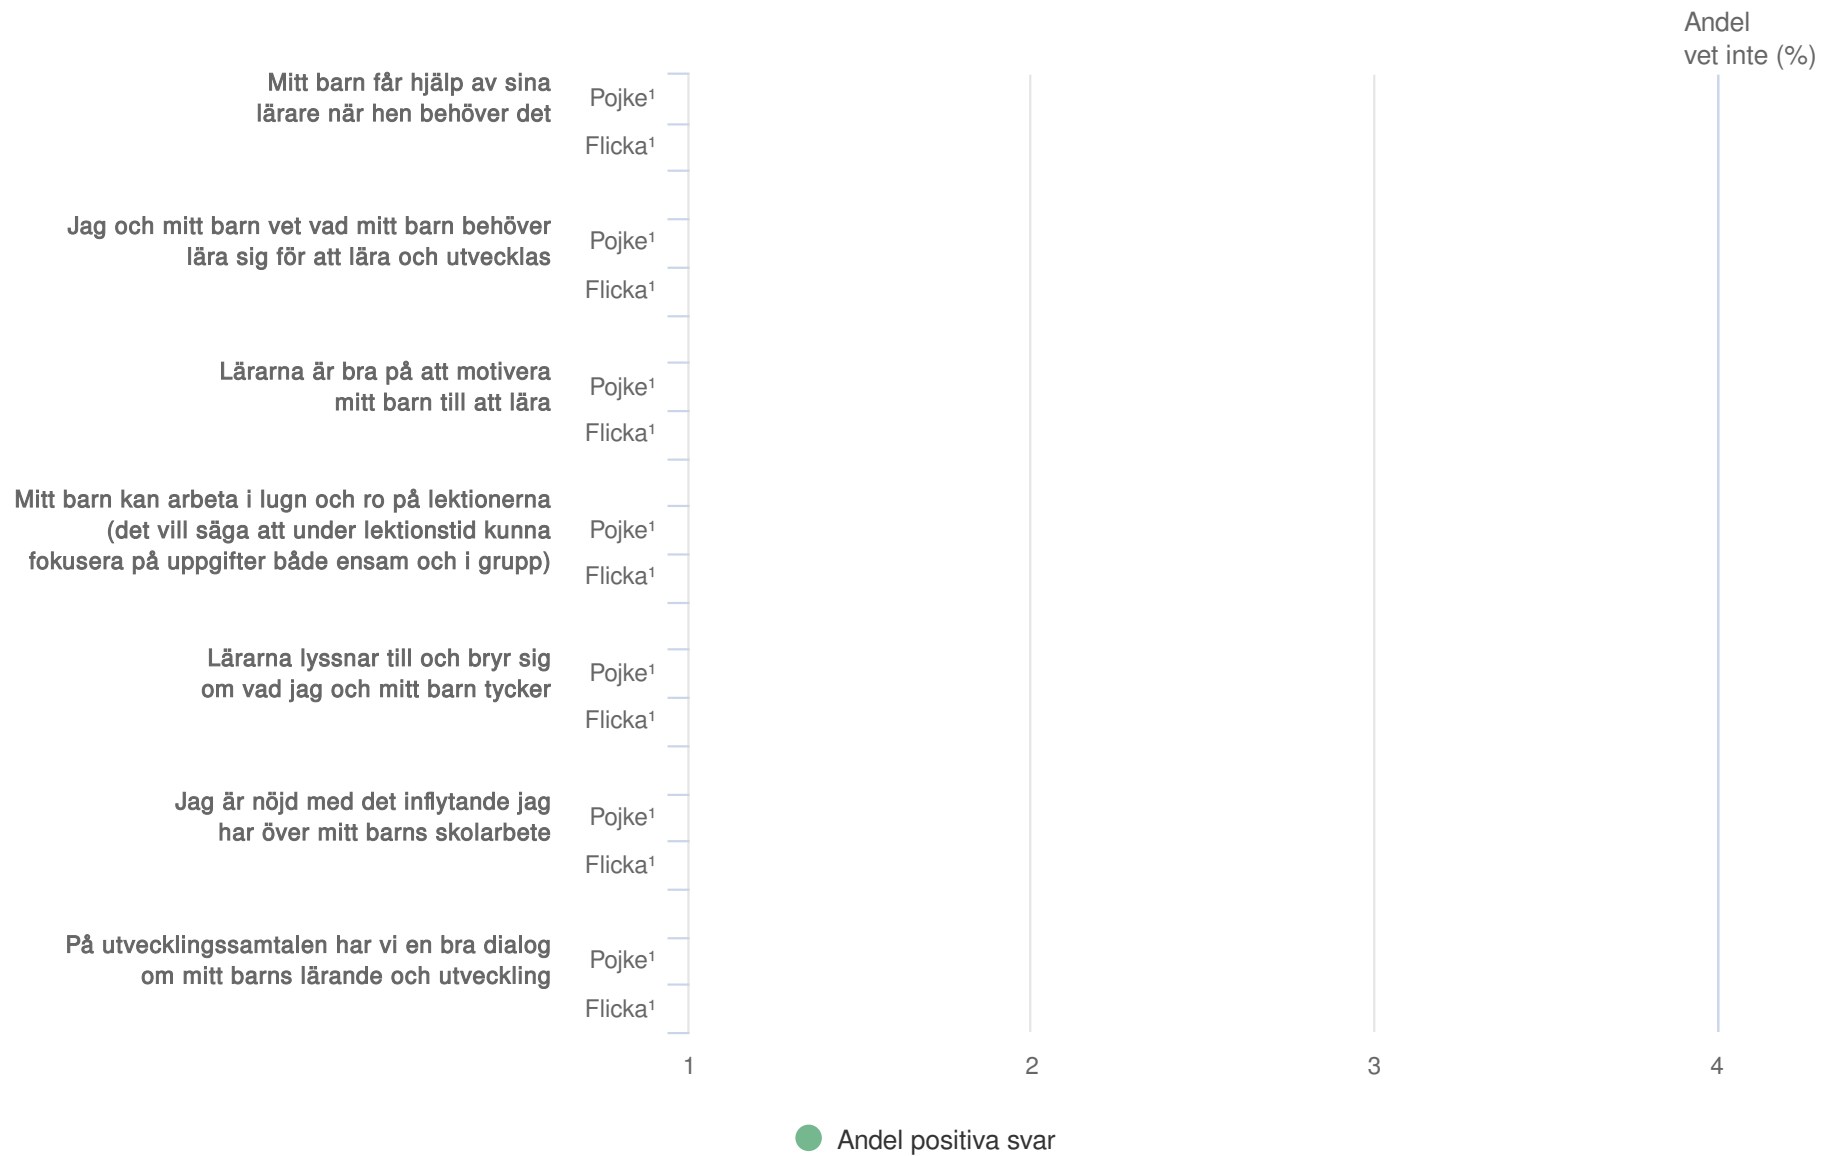 Andel
vet inte (%)
Mitt barn får hjälp av sina
lärare när hen behöver det
Pojke¹
Flicka¹
Jag och mitt barn vet vad mitt barn behöver
lära sig för att lära och utvecklas
Pojke¹
Flicka¹
Lärarna är bra på att motivera
mitt barn till att lära
Pojke¹
Flicka¹
Mitt barn kan arbeta i lugn och ro på lektionerna
(det vill säga att under lektionstid kunna
fokusera på uppgifter både ensam och i grupp)
Pojke¹
Flicka¹
Lärarna lyssnar till och bryr sig
om vad jag och mitt barn tycker
Pojke¹
Flicka¹
Jag är nöjd med det inflytande jag
har över mitt barns skolarbete
Pojke¹
Flicka¹
På utvecklingssamtalen har vi en bra dialog
om mitt barns lärande och utveckling
Pojke¹
Flicka¹
1 2 3 4
Andel positiva svar